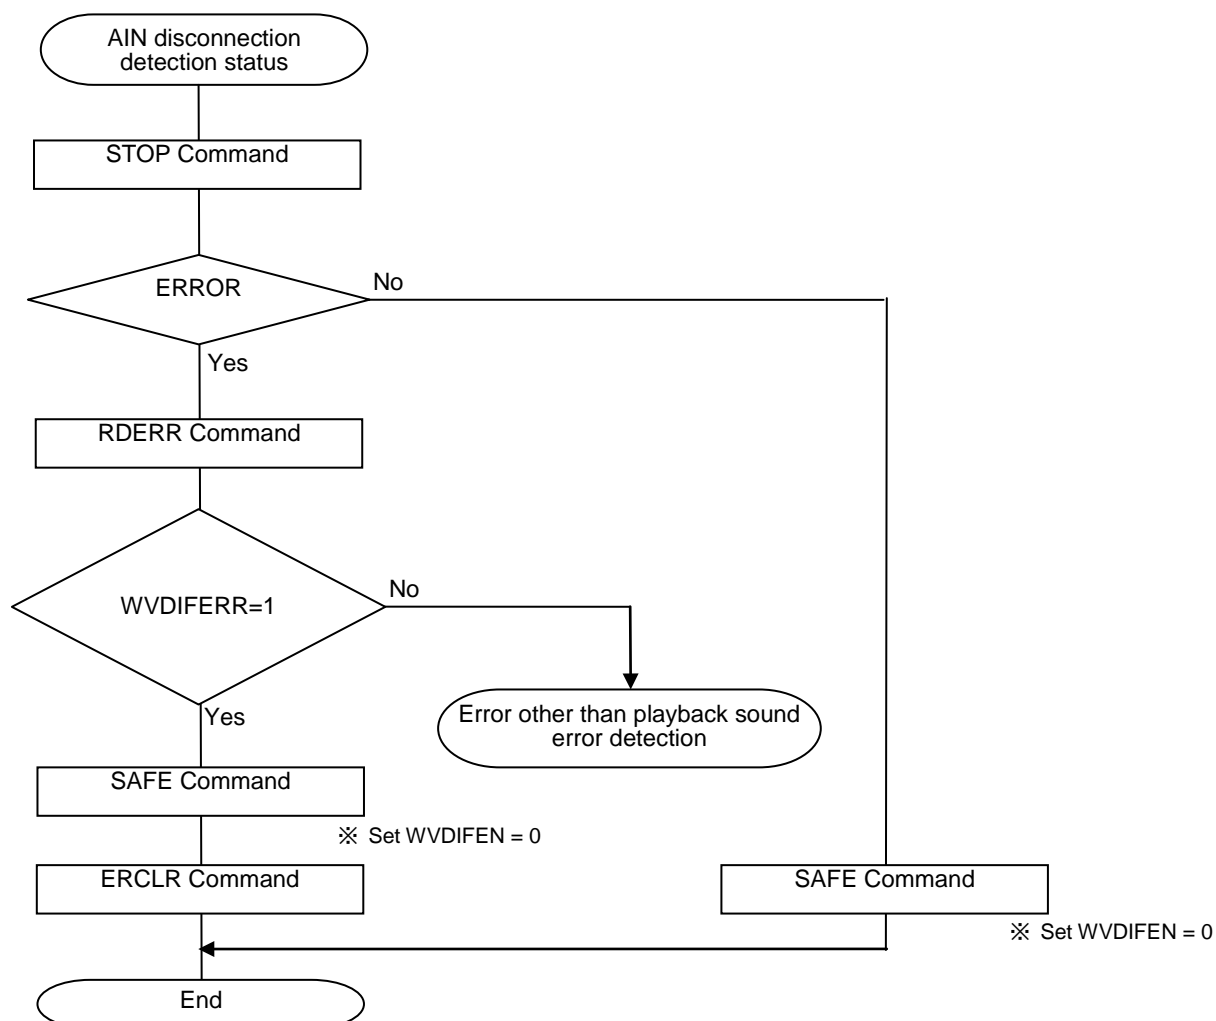 AIN disconnection
detection status
STOP Command
ERROR
No
Yes
RDERR Command
WVDIFERR=1
No
Yes
Error other than playback sound
error detection
SAFE Command
※ Set WVDIFEN = 0
ERCLR Command
SAFE Command
※ Set WVDIFEN = 0
End